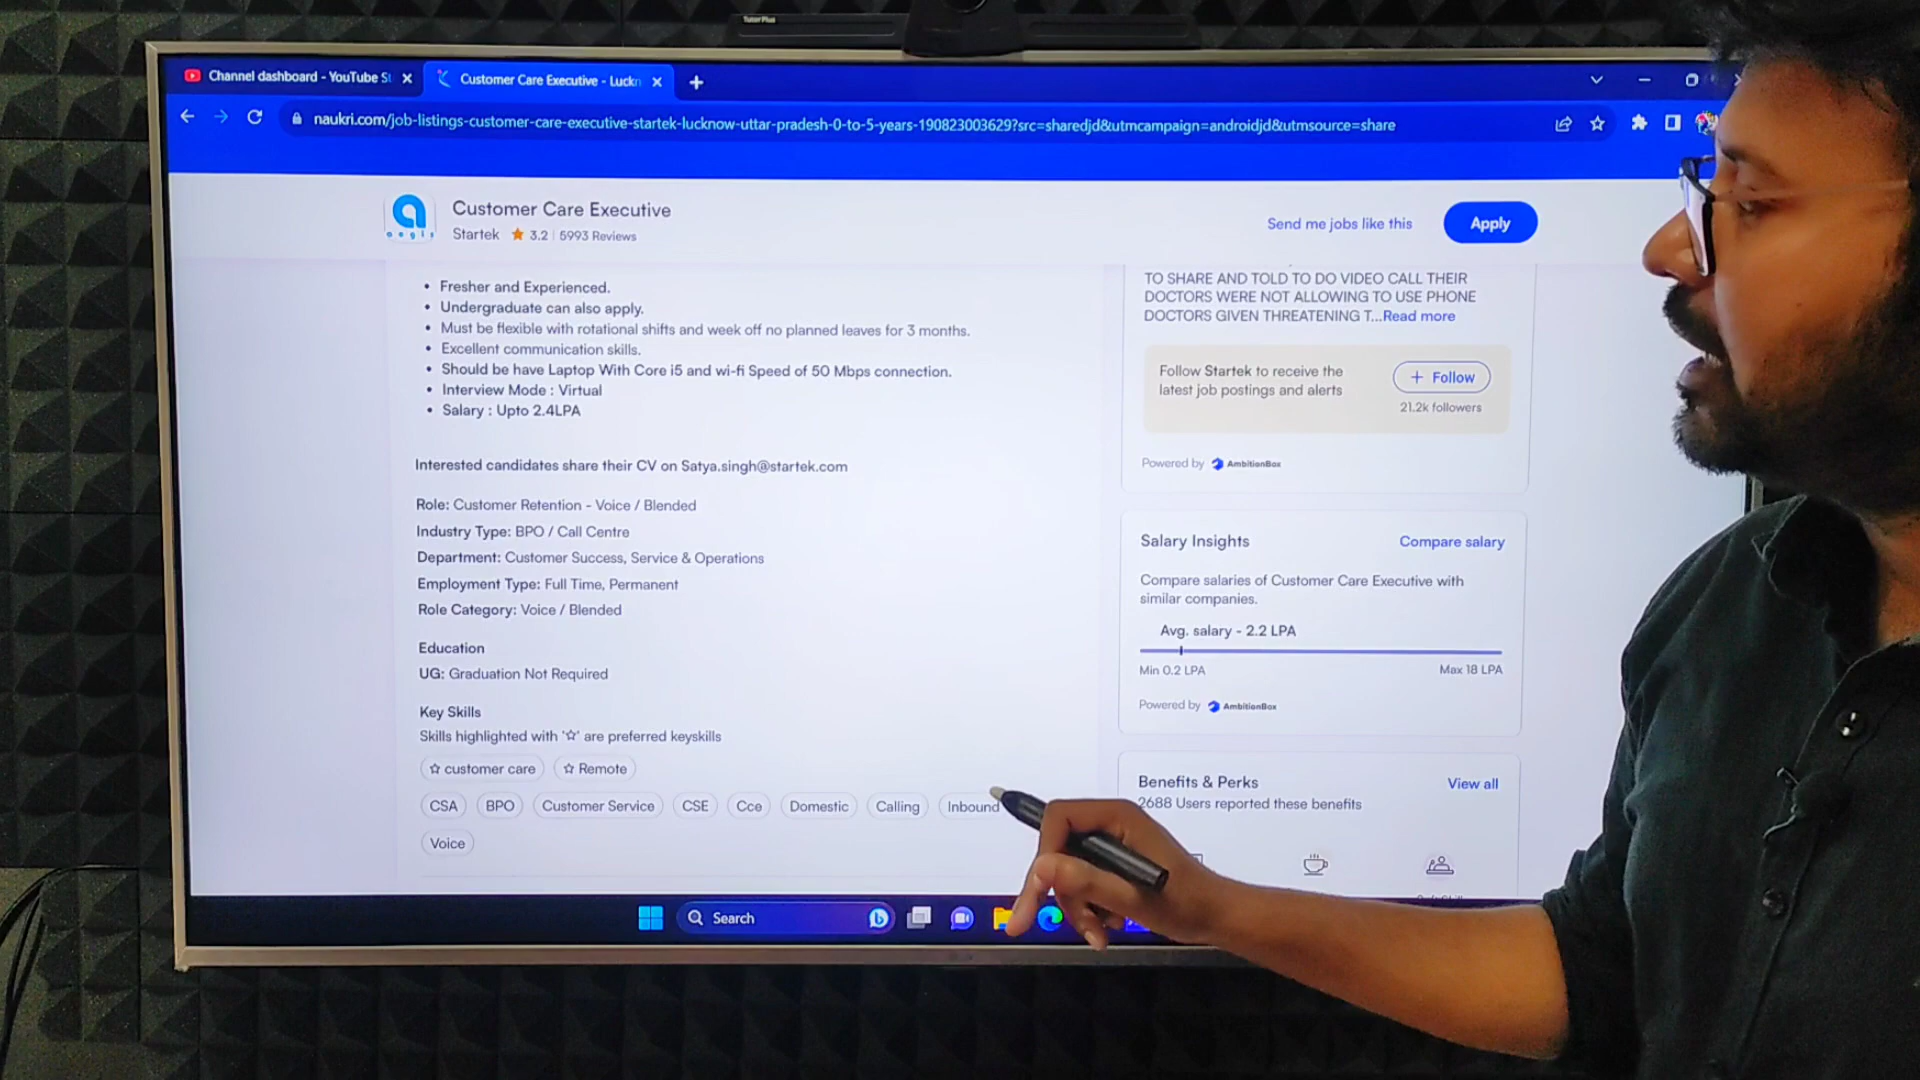 TutorPlus
Channel dashboard - YouTube St
Customer Care Executive - Luckn
naukri.com/job-listings-customer-care-executive-startek-lucknow-uttar-pradesh-0-to-5-years-190823003629?src=sharedjd&utmcampaign=androidjd&utmsource=share
Customer Care Executive
Startek ★ 3.2 | 5993 Reviews
Send me jobs like this
Apply
• Fresher and Experienced.
• Undergraduate can also apply.
• Must be flexible with rotational shifts and week off no planned leaves for 3 months.
• Excellent communication skills.
• Should be have Laptop With Core i5 and wi-fi Speed of 50 Mbps connection.
• Interview Mode : Virtual
• Salary : Upto 2.4LPA
Interested candidates share their CV on Satya.singh@startek.com
Role: Customer Retention - Voice / Blended
Industry Type: BPO / Call Centre
Department: Customer Success, Service & Operations
Employment Type: Full Time, Permanent
Role Category: Voice / Blended
Education
UG: Graduation Not Required
Key Skills
Skills highlighted with '☆' are preferred keyskills
☆ customer care ☆ Remote
CSA BPO Customer Service CSE Cce Domestic Calling Inbound
Voice
TO SHARE AND TOLD TO DO VIDEO CALL THEIR
DOCTORS WERE NOT ALLOWING TO USE PHONE
DOCTORS GIVEN THREATENING T...Read more
Follow Startek to receive the
latest job postings and alerts
+ Follow
21.2k followers
Powered by AmbitionBox
Salary Insights
Compare salary
Compare salaries of Customer Care Executive with
similar companies.
Avg. salary - 2.2 LPA
Min 0.2 LPA
Max 18 LPA
Powered by AmbitionBox
Benefits & Perks
View all
2688 Users reported these benefits
Search